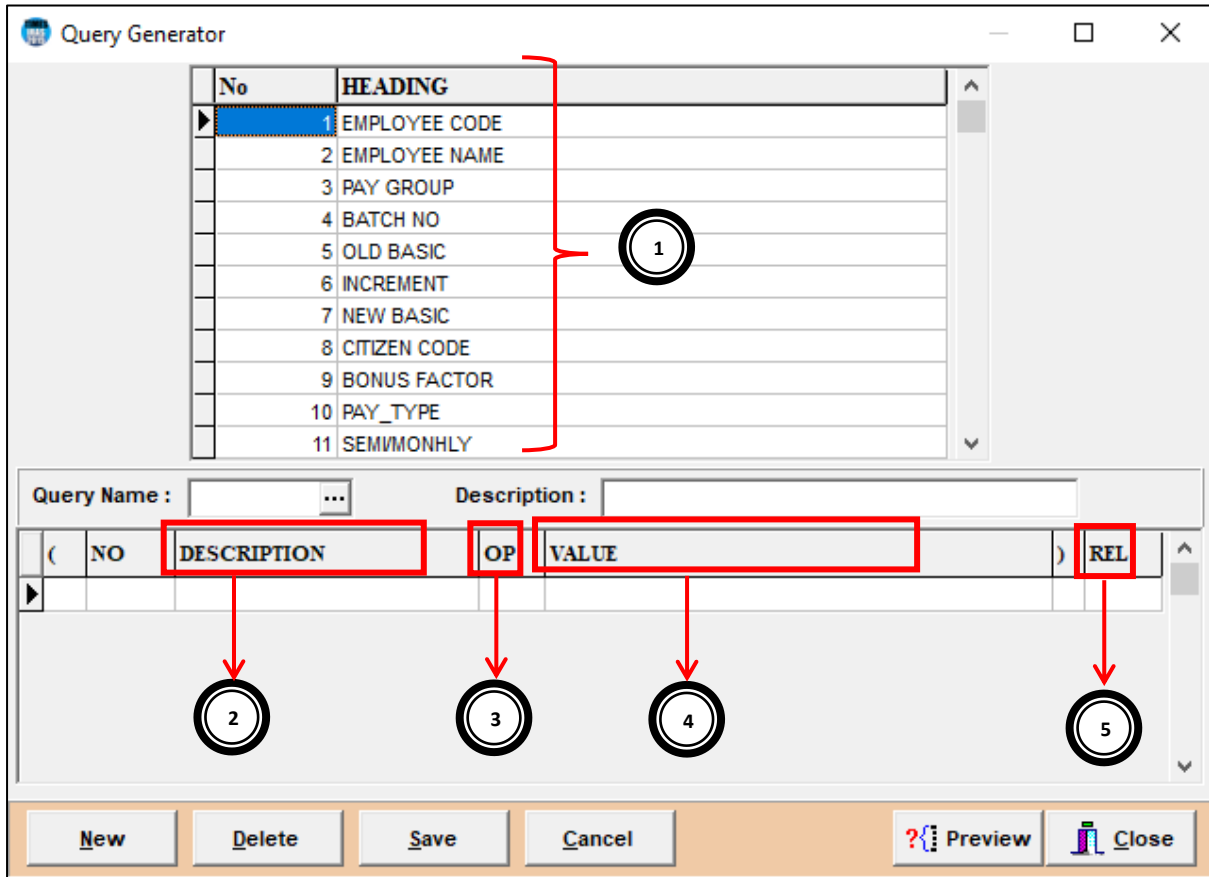 Query Generator
No HEADING
1 EMPLOYEE CODE
2 EMPLOYEE NAME
3 PAY GROUP
4 BATCH NO
5 OLD BASIC
6 INCREMENT
7 NEW BASIC
8 CITIZEN CODE
9 BONUS FACTOR
10 PAY_TYPE
11 SEMI/MONHLY
1
Query Name : ... Description :
( NO DESCRIPTION OP VALUE ) REL
2 3 4 5
New Delete Save Cancel ?{ Preview Close